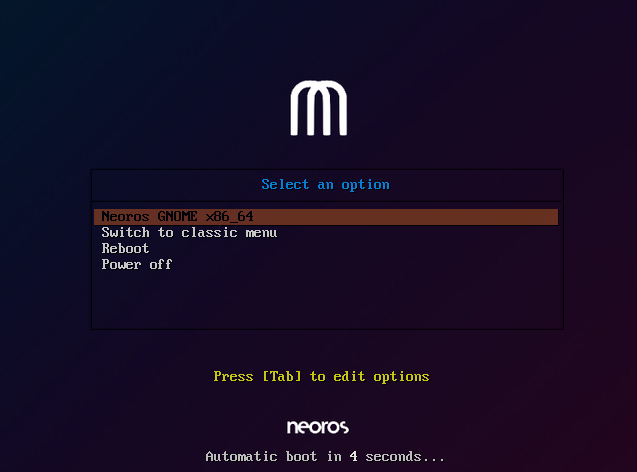 Select an option
Neoros GNOME x86_64
Switch to classic menu
Reboot
Power off
Press [Tab] to edit options
neoros
Automatic boot in 4 seconds...